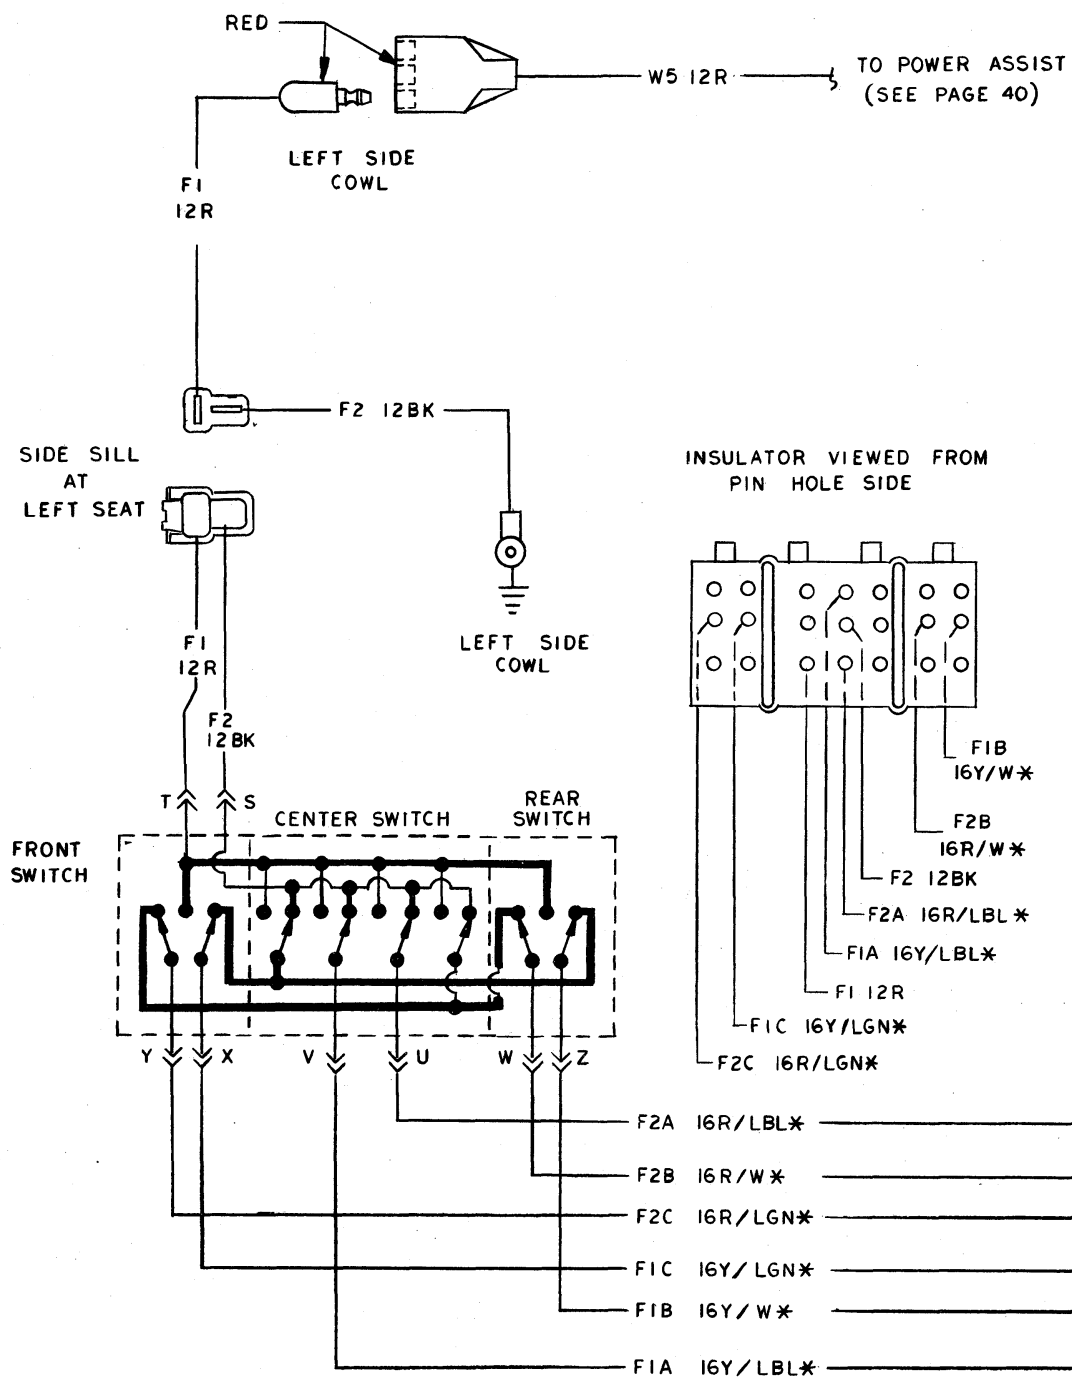 RED
W5 12R
TO POWER ASSIST
(SEE PAGE 40)
LEFT SIDE
COWL
F1
12R
F2 12BK
SIDE SILL
AT
LEFT SEAT
INSULATOR VIEWED FROM
PIN HOLE SIDE
LEFT SIDE
COWL
F1
12R
F2
12BK
F1B
16Y/W*
F2B
16R/W*
F2 12BK
F2A 16R/LBL*
F1A 16Y/LBL*
F1 12R
F1C 16Y/LGN*
F2C 16R/LGN*
T
S
CENTER SWITCH
REAR
SWITCH
FRONT
SWITCH
Y
X
V
U
W
Z
F2A 16R/LBL*
F2B 16R/W*
F2C 16R/LGN*
F1C 16Y/LGN*
F1B 16Y/W*
F1A 16Y/LBL*